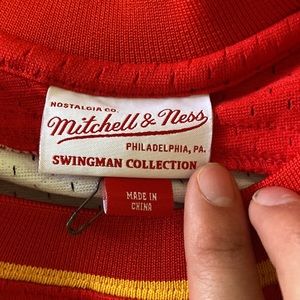 NOSTALGIA CO.
Mitchell & Ness
PHILADELPHIA, PA.
SWINGMAN COLLECTION
MADE IN
CHINA